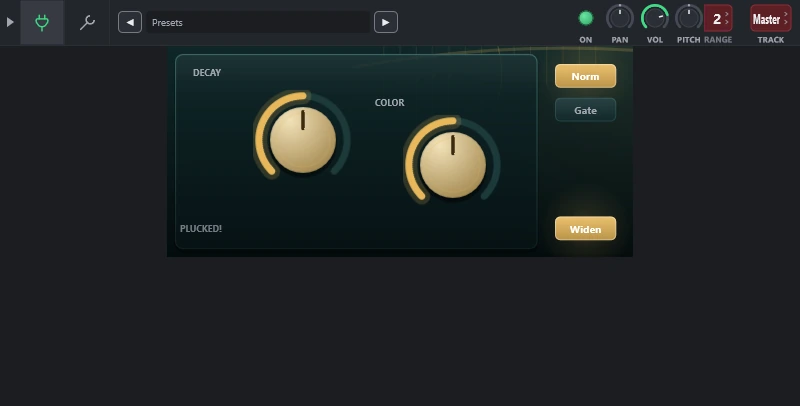 Presets
ON
PAN
VOL
PITCH
RANGE
2
Master
TRACK
DECAY
COLOR
Norm
Gate
PLUCKED!
Widen